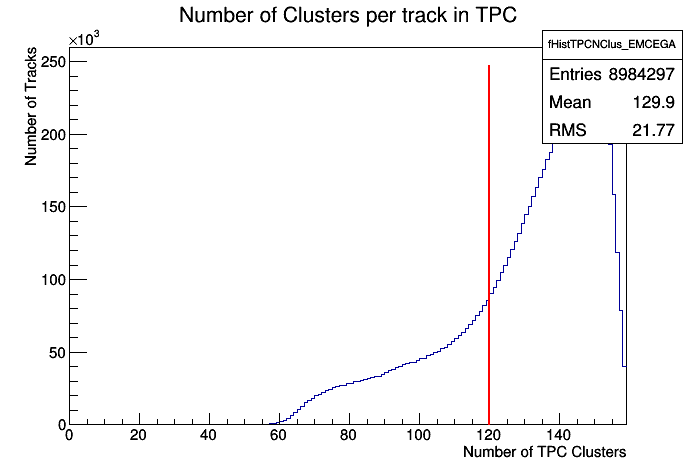 Number of Clusters per track in TPC
×10³
fHistTPCNClus_EMCEGA
Entries 8984297
Mean 129.9
RMS 21.77
Number of Tracks
250
200
150
100
50
0
0 20 40 60 80 100 120 140
Number of TPC Clusters